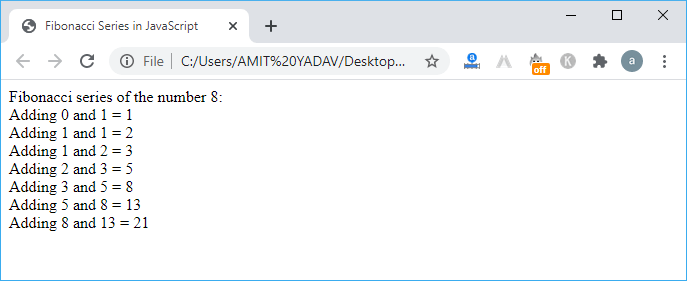 Fibonacci Series in JavaScript
File | C:/Users/AMIT%20YADAV/Desktop...
a
off
K
a
Fibonacci series of the number 8:
Adding 0 and 1 = 1
Adding 1 and 1 = 2
Adding 1 and 2 = 3
Adding 2 and 3 = 5
Adding 3 and 5 = 8
Adding 5 and 8 = 13
Adding 8 and 13 = 21